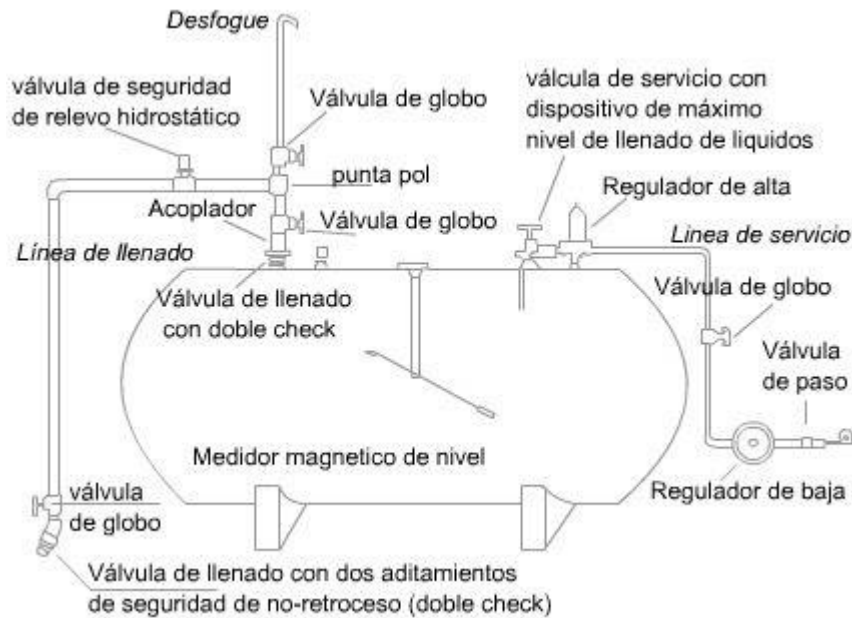 Desfogue
válvula de seguridad
de relevo hidrostático
Válvula de globo
válcula de servicio con
dispositivo de máximo
nivel de llenado de liquidos
punta pol
Regulador de alta
Acoplador
Válvula de globo
Línea de llenado
Linea de servicio
Válvula de llenado
con doble check
Válvula de globo
Válvula
de paso
Medidor magnetico de nivel
Regulador de baja
válvula
de globo
Válvula de llenado con dos aditamientos
de seguridad de no-retroceso (doble check)